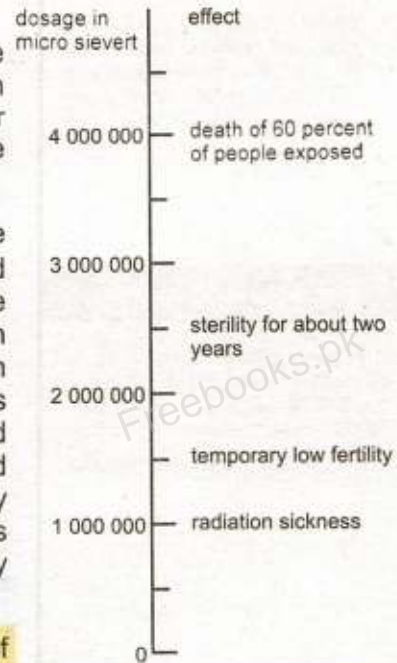 dosage in
micro sievert
effect
4 000 000
death of 60 percent
of people exposed
3 000 000
sterility for about two
years
2 000 000
temporary low fertility
1 000 000
radiation sickness
0
Freebooks.pk